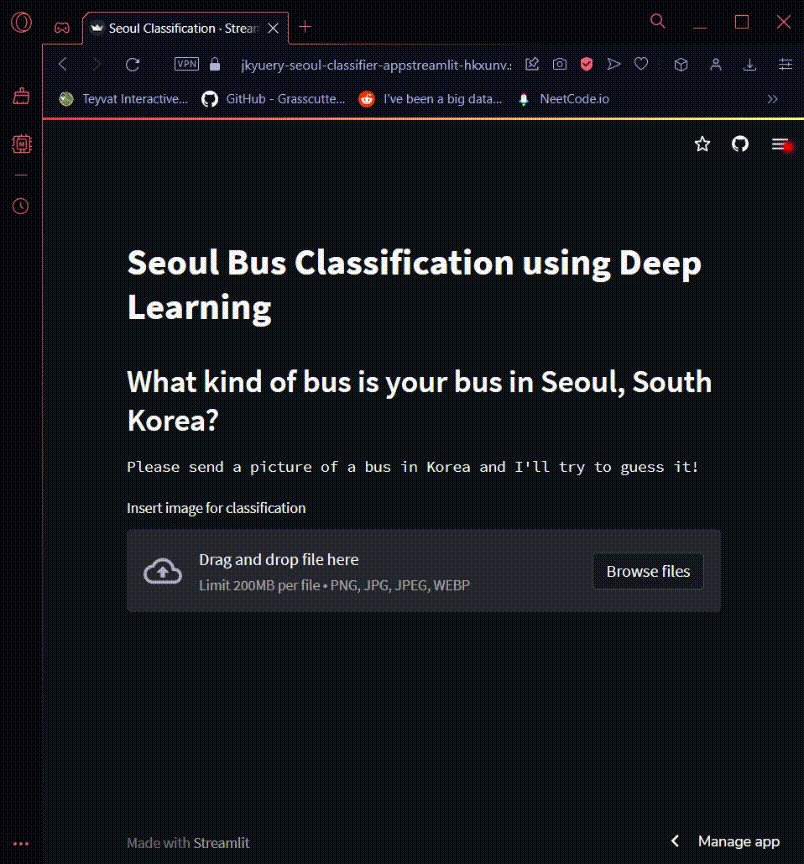 Seoul Classification · Stream
VPN
jkyuery-seoul-classifier-appstreamlit-hkxunv.:
Teyvat Interactive...
GitHub - Grasscutte...
I've been a big data...
NeetCode.io
Seoul Bus Classification using Deep
Learning
What kind of bus is your bus in Seoul, South
Korea?
Please send a picture of a bus in Korea and I'll try to guess it!
Insert image for classification
Drag and drop file here
Limit 200MB per file • PNG, JPG, JPEG, WEBP
Browse files
Made with Streamlit
Manage app